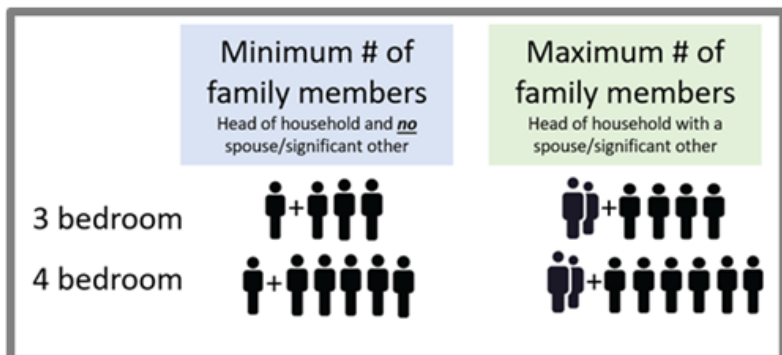 Minimum # of
family members
Head of household and no
spouse/significant other
Maximum # of
family members
Head of household with a
spouse/significant other
3 bedroom
+
+
4 bedroom
+
+